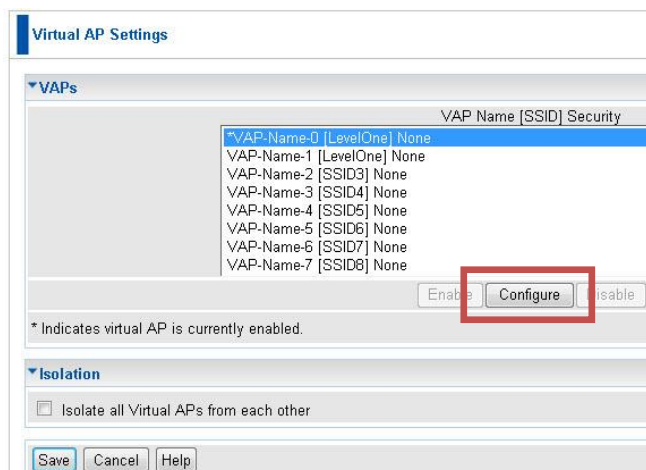 Virtual AP Settings
VAPs
VAP Name [SSID] Security
*VAP-Name-0 [LevelOne] None
VAP-Name-1 [LevelOne] None
VAP-Name-2 [SSID3] None
VAP-Name-3 [SSID4] None
VAP-Name-4 [SSID5] None
VAP-Name-5 [SSID6] None
VAP-Name-6 [SSID7] None
VAP-Name-7 [SSID8] None
Enable Configure Disable
* Indicates virtual AP is currently enabled.
Isolation
Isolate all Virtual APs from each other
Save Cancel Help